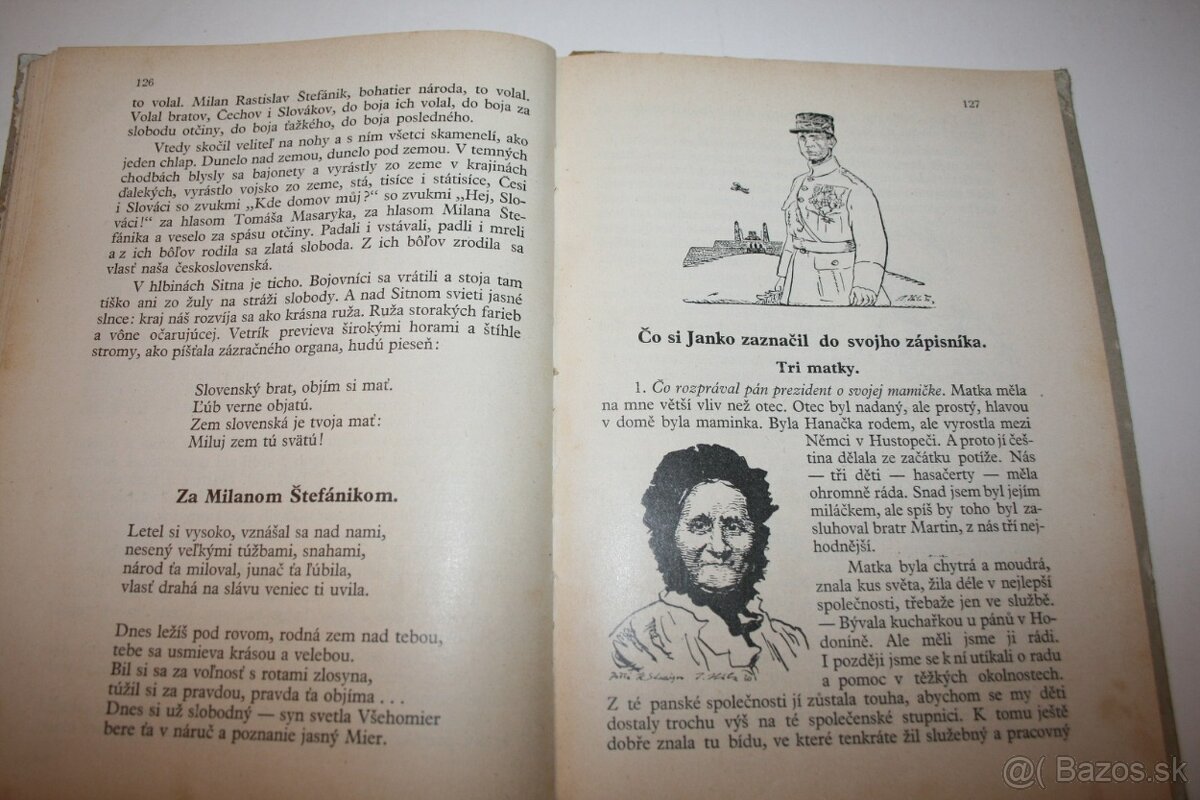 126
to volal. Milan Rastislav Štefánik, bohatier národa, to volal.
Volal bratov, Čechov i Slovákov, do boja ich volal, do boja za
slobodu otčiny, do boja ťažkého, do boja posledného.
Vtedy skočil veliteľ na nohy a s ním všetci skamenelí, ako
jeden chlap. Dunelo nad zemou, dunelo pod zemou. V temných
chodbách blysly sa bajonety a vyrástly zo zeme v krajinách
ďalekých, vyrástlo vojsko zo zeme, stá, tisíce i státisíce, Česi
i Slováci so zvukmi „Kde domov můj?“ so zvukmi „Hej, Slo-
váci!“ za hlasom Tomáša Masaryka, za hlasom Milana Šte-
fánika a veselo za spásu otčiny. Padali i vstávali, padli i mreli
a z ich bôľov rodila sa zlatá sloboda. Z ich bôľov zrodila sa
vlasť naša československá.
V hlbinách Sitna je ticho. Bojovníci sa vrátili a stoja tam
tíško ani zo žuly na stráži slobody. A nad Sitnom svieti jasné
slnce: kraj náš rozvíja sa ako krásna ruža. Ruža storakých farieb
a vône očarujúcej. Vetrík previeva širokými horami a štíhle
stromy, ako píšťala zázračného organa, hudú pieseň:
Slovenský brat, objím si mať.
Ľúb verne objatú.
Zem slovenská je tvoja mať:
Miluj zem tú svätú!
Za Milanom Štefánikom.
Letel si vysoko, vznášal sa nad nami,
nesený veľkými túžbami, snahami,
národ ťa miloval, junač ťa ľúbila,
vlasť drahá na slávu veniec ti uvila.
Dnes ležíš pod rovom, rodná zem nad tebou,
tebe sa usmieva krásou a velebou.
Bil si sa za voľnosť s rotami zlosyna,
túžil si za pravdou, pravda ťa objíma . . .
Dnes si už slobodný — syn svetla Všehomier
bere ťa v náruč a poznanie jasný Mier.
127
Čo si Janko zaznačil do svojho zápisníka.
Tri matky.
1. Čo rozprával pán prezident o svojej mamičke. Matka měla
na mne větší vliv než otec. Otec byl nadaný, ale prostý, hlavou
v domě byla maminka. Byla Hanačka rodem, ale vyrostla mezi
Němci v Hustopeči. A proto jí češ-
tina dělala ze začátku potíže. Nás
— tři děti — hasačerty — měla
ohromně ráda. Snad jsem byl jejím
miláčkem, ale spíš by toho byl za-
sluhoval bratr Martin, z nás tří nej-
hodnější.
Matka byla chytrá a moudrá,
znala kus světa, žila déle v nejlepší
společnosti, třebaže jen ve službě.
— Bývala kuchařkou u pánů v Ho-
doníně. Ale měli jsme ji rádi.
I později jsme se k ní utíkali o radu
a pomoc v těžkých okolnostech.
Z té panské společnosti jí zůstala touha, abychom se my děti
dostaly trochu výš na té společenské stupnici. K tomu ještě
dobře znala tu bídu, ve které tenkráte žil služebný a pracovný
@( Bazos.sk